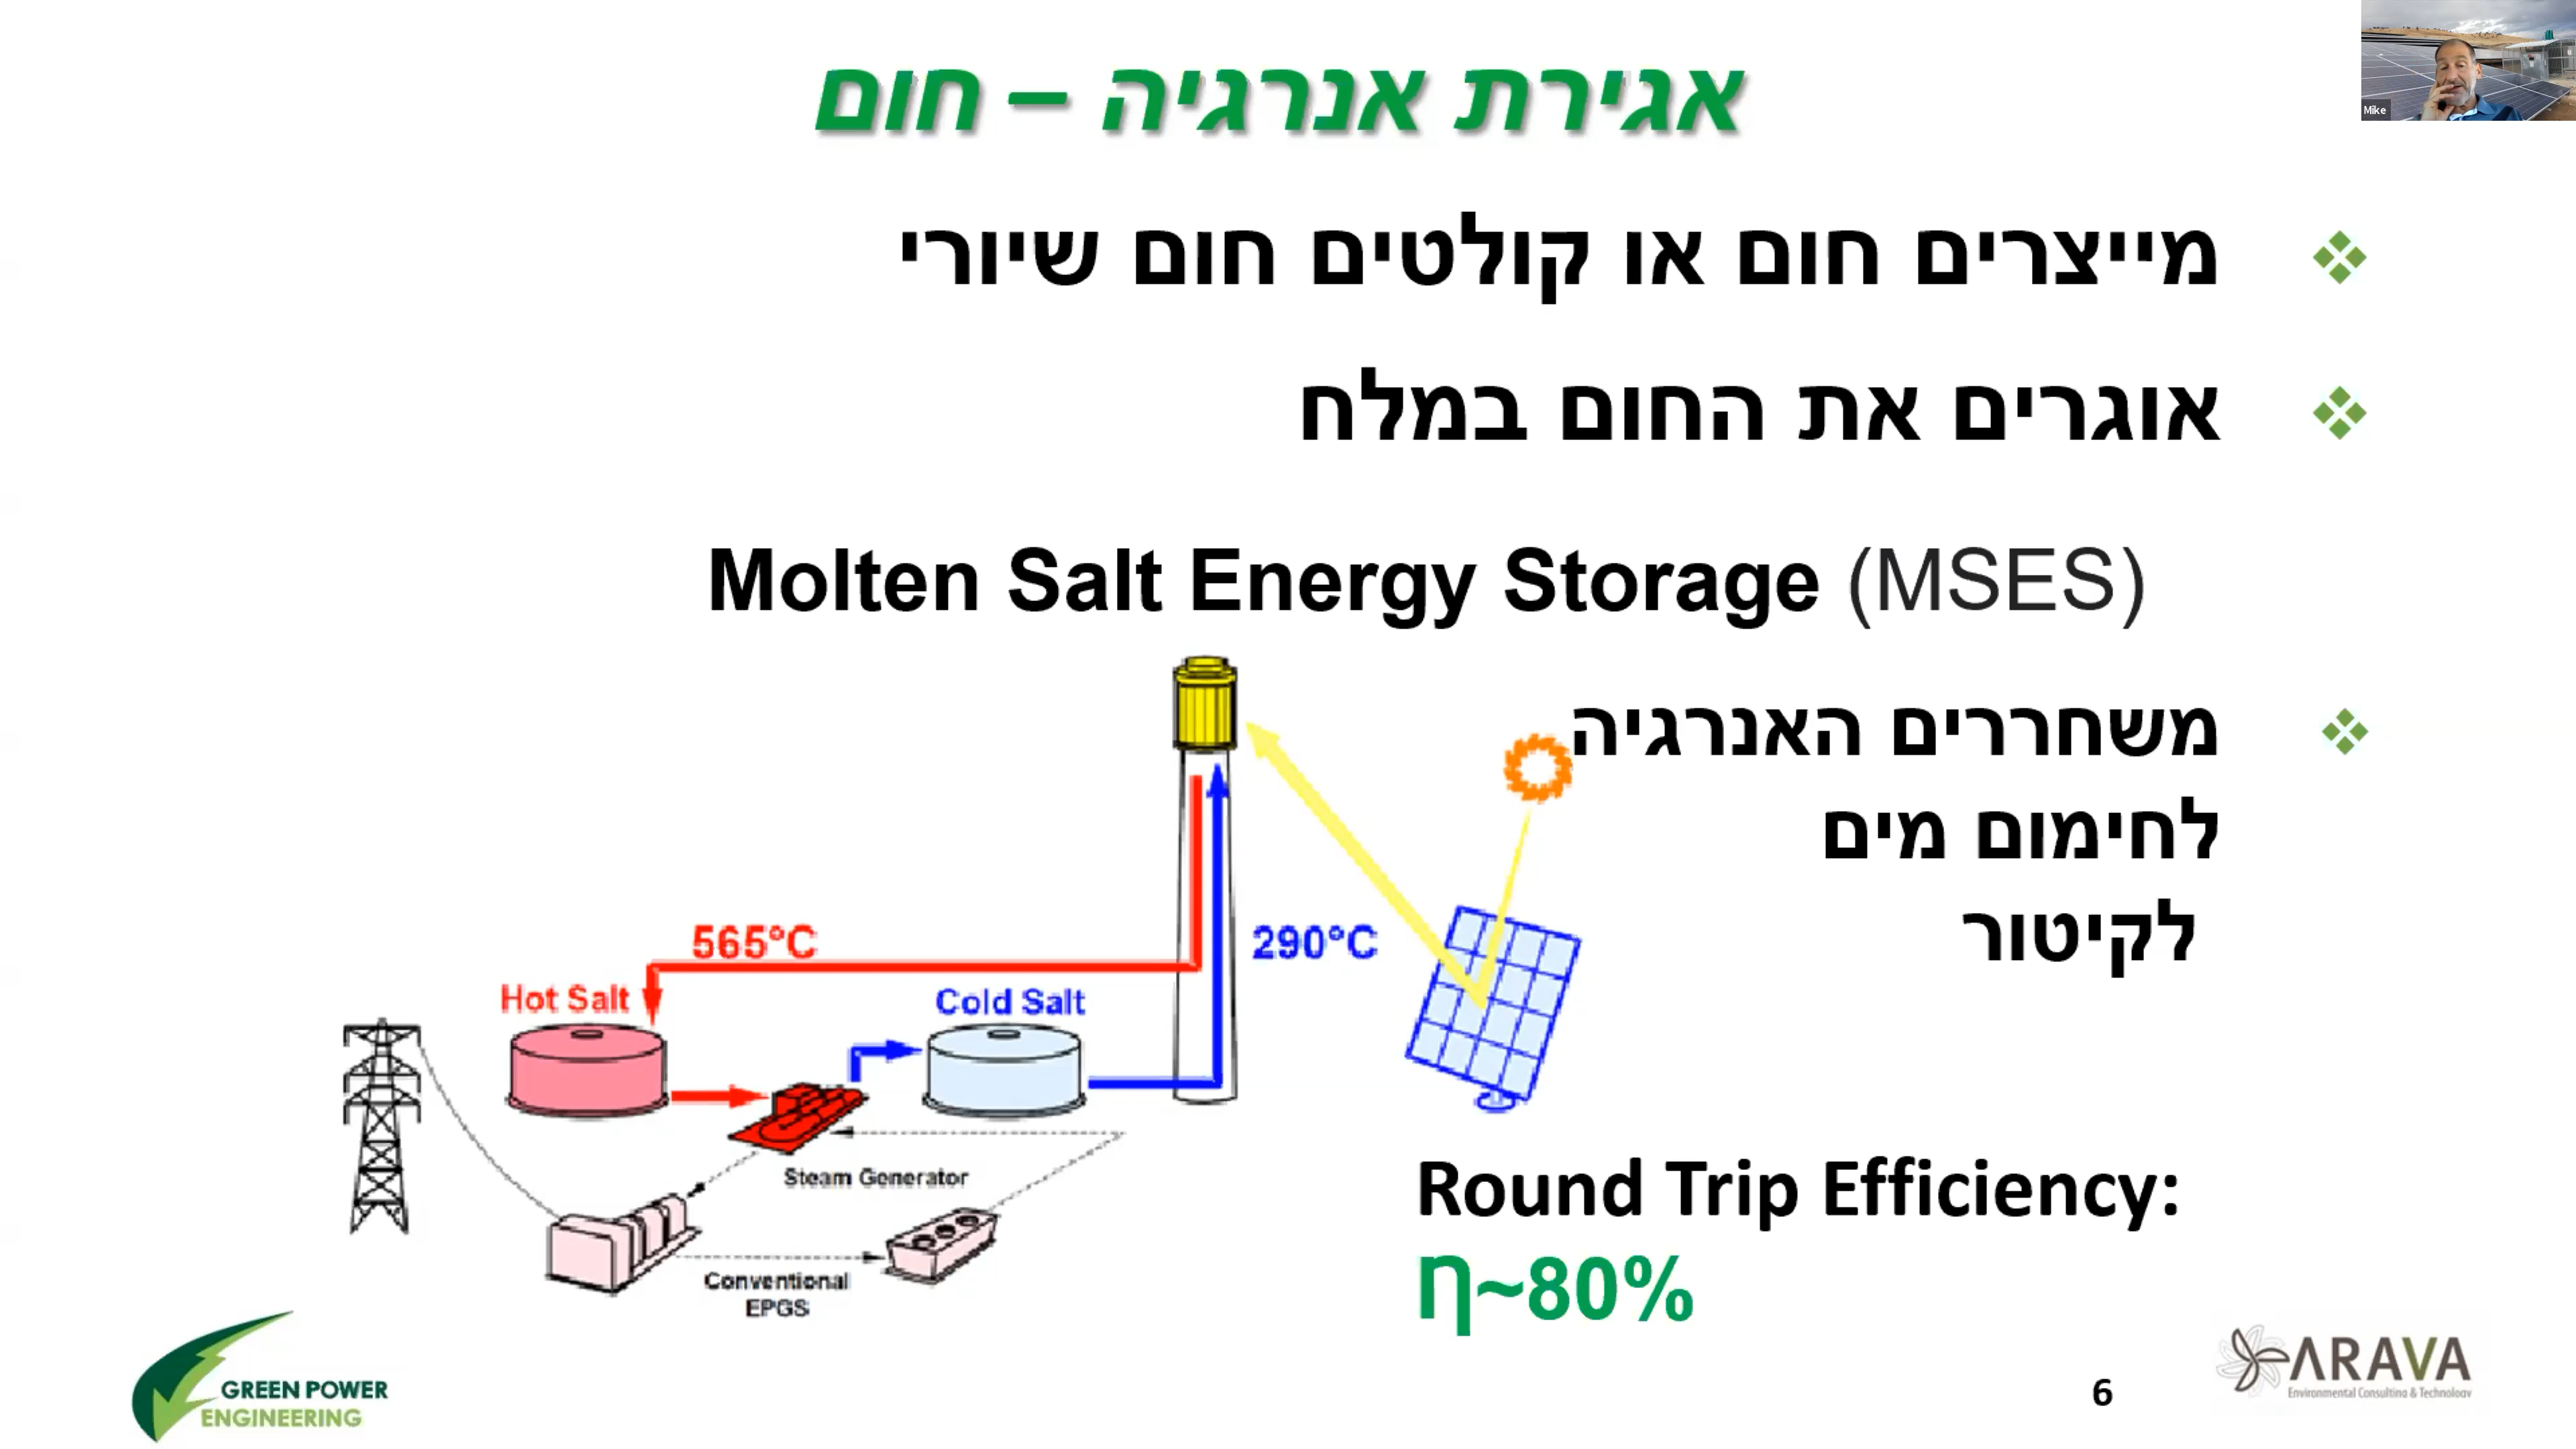 אגירת אנרגיה – חום
Mike
מייצרים חום או קולטים חום שיורי
אוגרים את החום במלח
Molten Salt Energy Storage (MSES)
משחררים האנרגיה
לחימום מים
לקיטור
565°C
290°C
Hot Salt
Cold Salt
Steam Generator
Conventional
EPGS
Round Trip Efficiency:
η~80%
GREEN POWER
ENGINEERING
6
ARAVA
Environmental Consulting & Technology